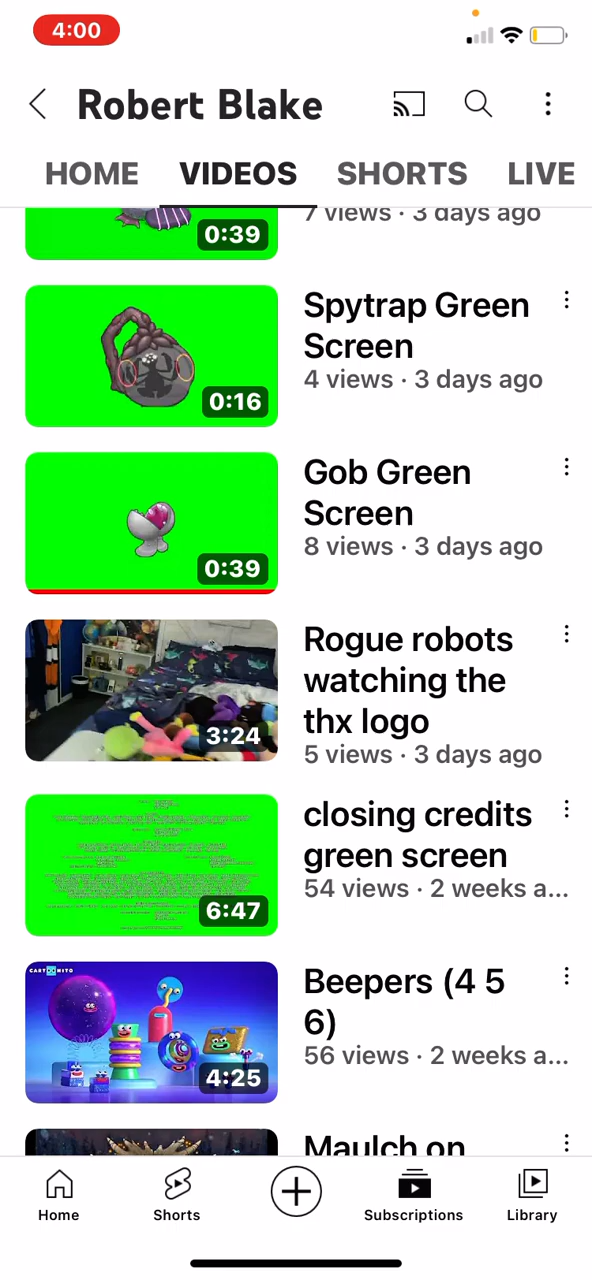 4:00
Robert Blake
HOME VIDEOS SHORTS LIVE
7 views · 3 days ago
0:39
Spytrap Green
Screen
4 views · 3 days ago
0:16
Gob Green
Screen
8 views · 3 days ago
0:39
Rogue robots
watching the
thx logo
5 views · 3 days ago
3:24
closing credits
green screen
54 views · 2 weeks a...
6:47
CARTOONITO
Beepers (4 5
6)
56 views · 2 weeks a...
4:25
Maulch on
Home Shorts Subscriptions Library